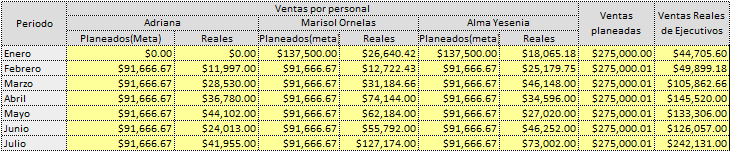 Ventas por personal
Periodo Adriana Marisol Ornelas Alma Yesenia Ventas planeadas Ventas Reales de Ejecutivos
Planeados(Meta) Reales Planeados(meta Reales Planeados(meta) Reales
Enero $0.00 $0.00 $137,500.00 $26,640.42 $137,500.00 $18,065.18 $275,000.00 $44,705.60
Febrero $91,666.67 $11,997.00 $91,666.67 $12,722.43 $91,666.67 $25,179.75 $275,000.01 $49,899.18
Marzo $91,666.67 $28,530.00 $91,666.67 $31,184.66 $91,666.67 $46,148.00 $275,000.01 $105,862.66
Abril $91,666.67 $36,780.00 $91,666.67 $74,144.00 $91,666.67 $34,596.00 $275,000.01 $145,520.00
Mayo $91,666.67 $44,102.00 $91,666.67 $62,184.00 $91,666.67 $27,020.00 $275,000.01 $133,306.00
Junio $91,666.67 $24,013.00 $91,666.67 $55,792.00 $91,666.67 $46,252.00 $275,000.01 $126,057.00
Julio $91,666.67 $41,955.00 $91,666.67 $127,174.00 $91,666.67 $73,002.00 $275,000.01 $242,131.00